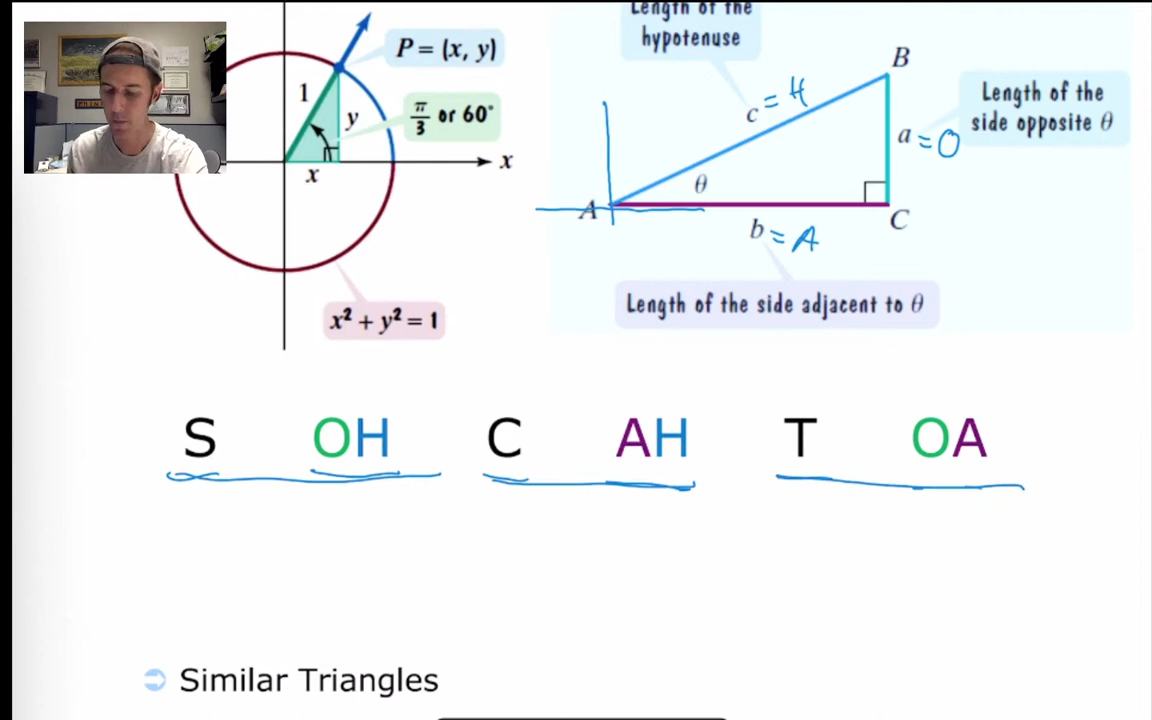 Length of the
hypotenuse
P = (x, y)
1
y
π/3 or 60°
x
x
x² + y² = 1
B
c = H
Length of the
side opposite θ
a = O
θ
A
C
b = A
Length of the side adjacent to θ
S OH C AH T OA
Similar Triangles